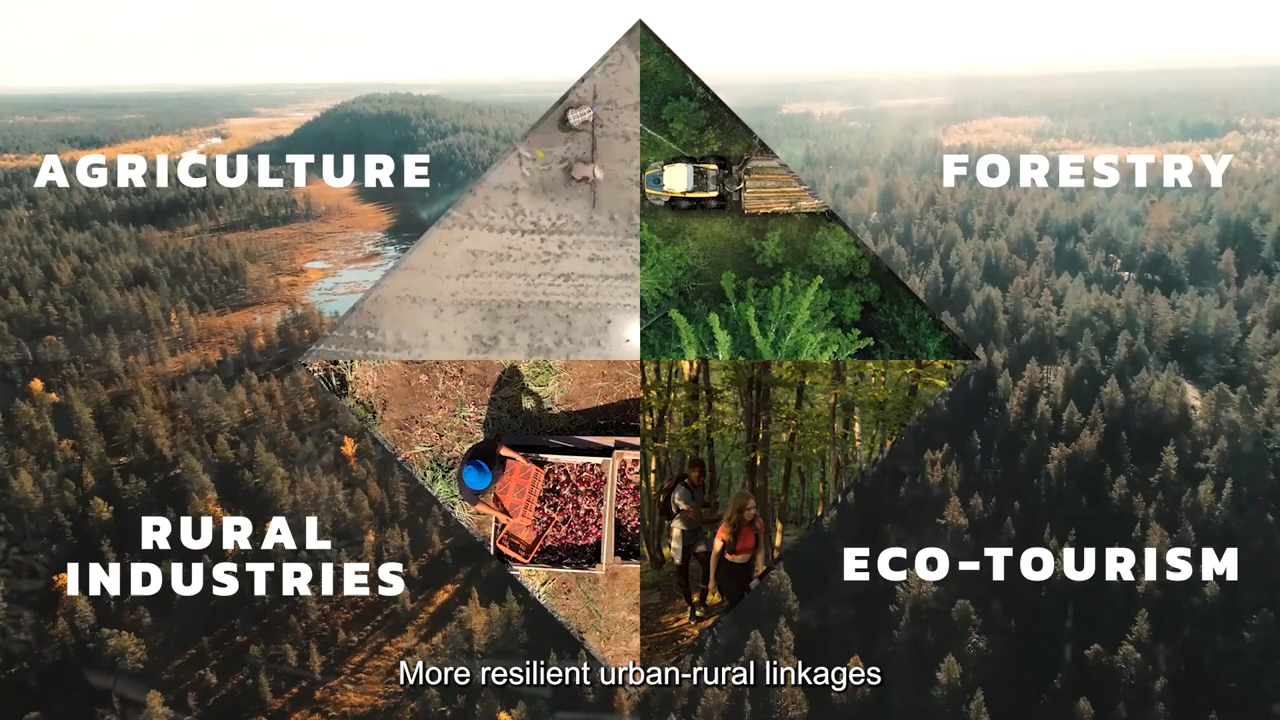 AGRICULTURE
FORESTRY
RURAL
INDUSTRIES
ECO-TOURISM
More resilient urban-rural linkages